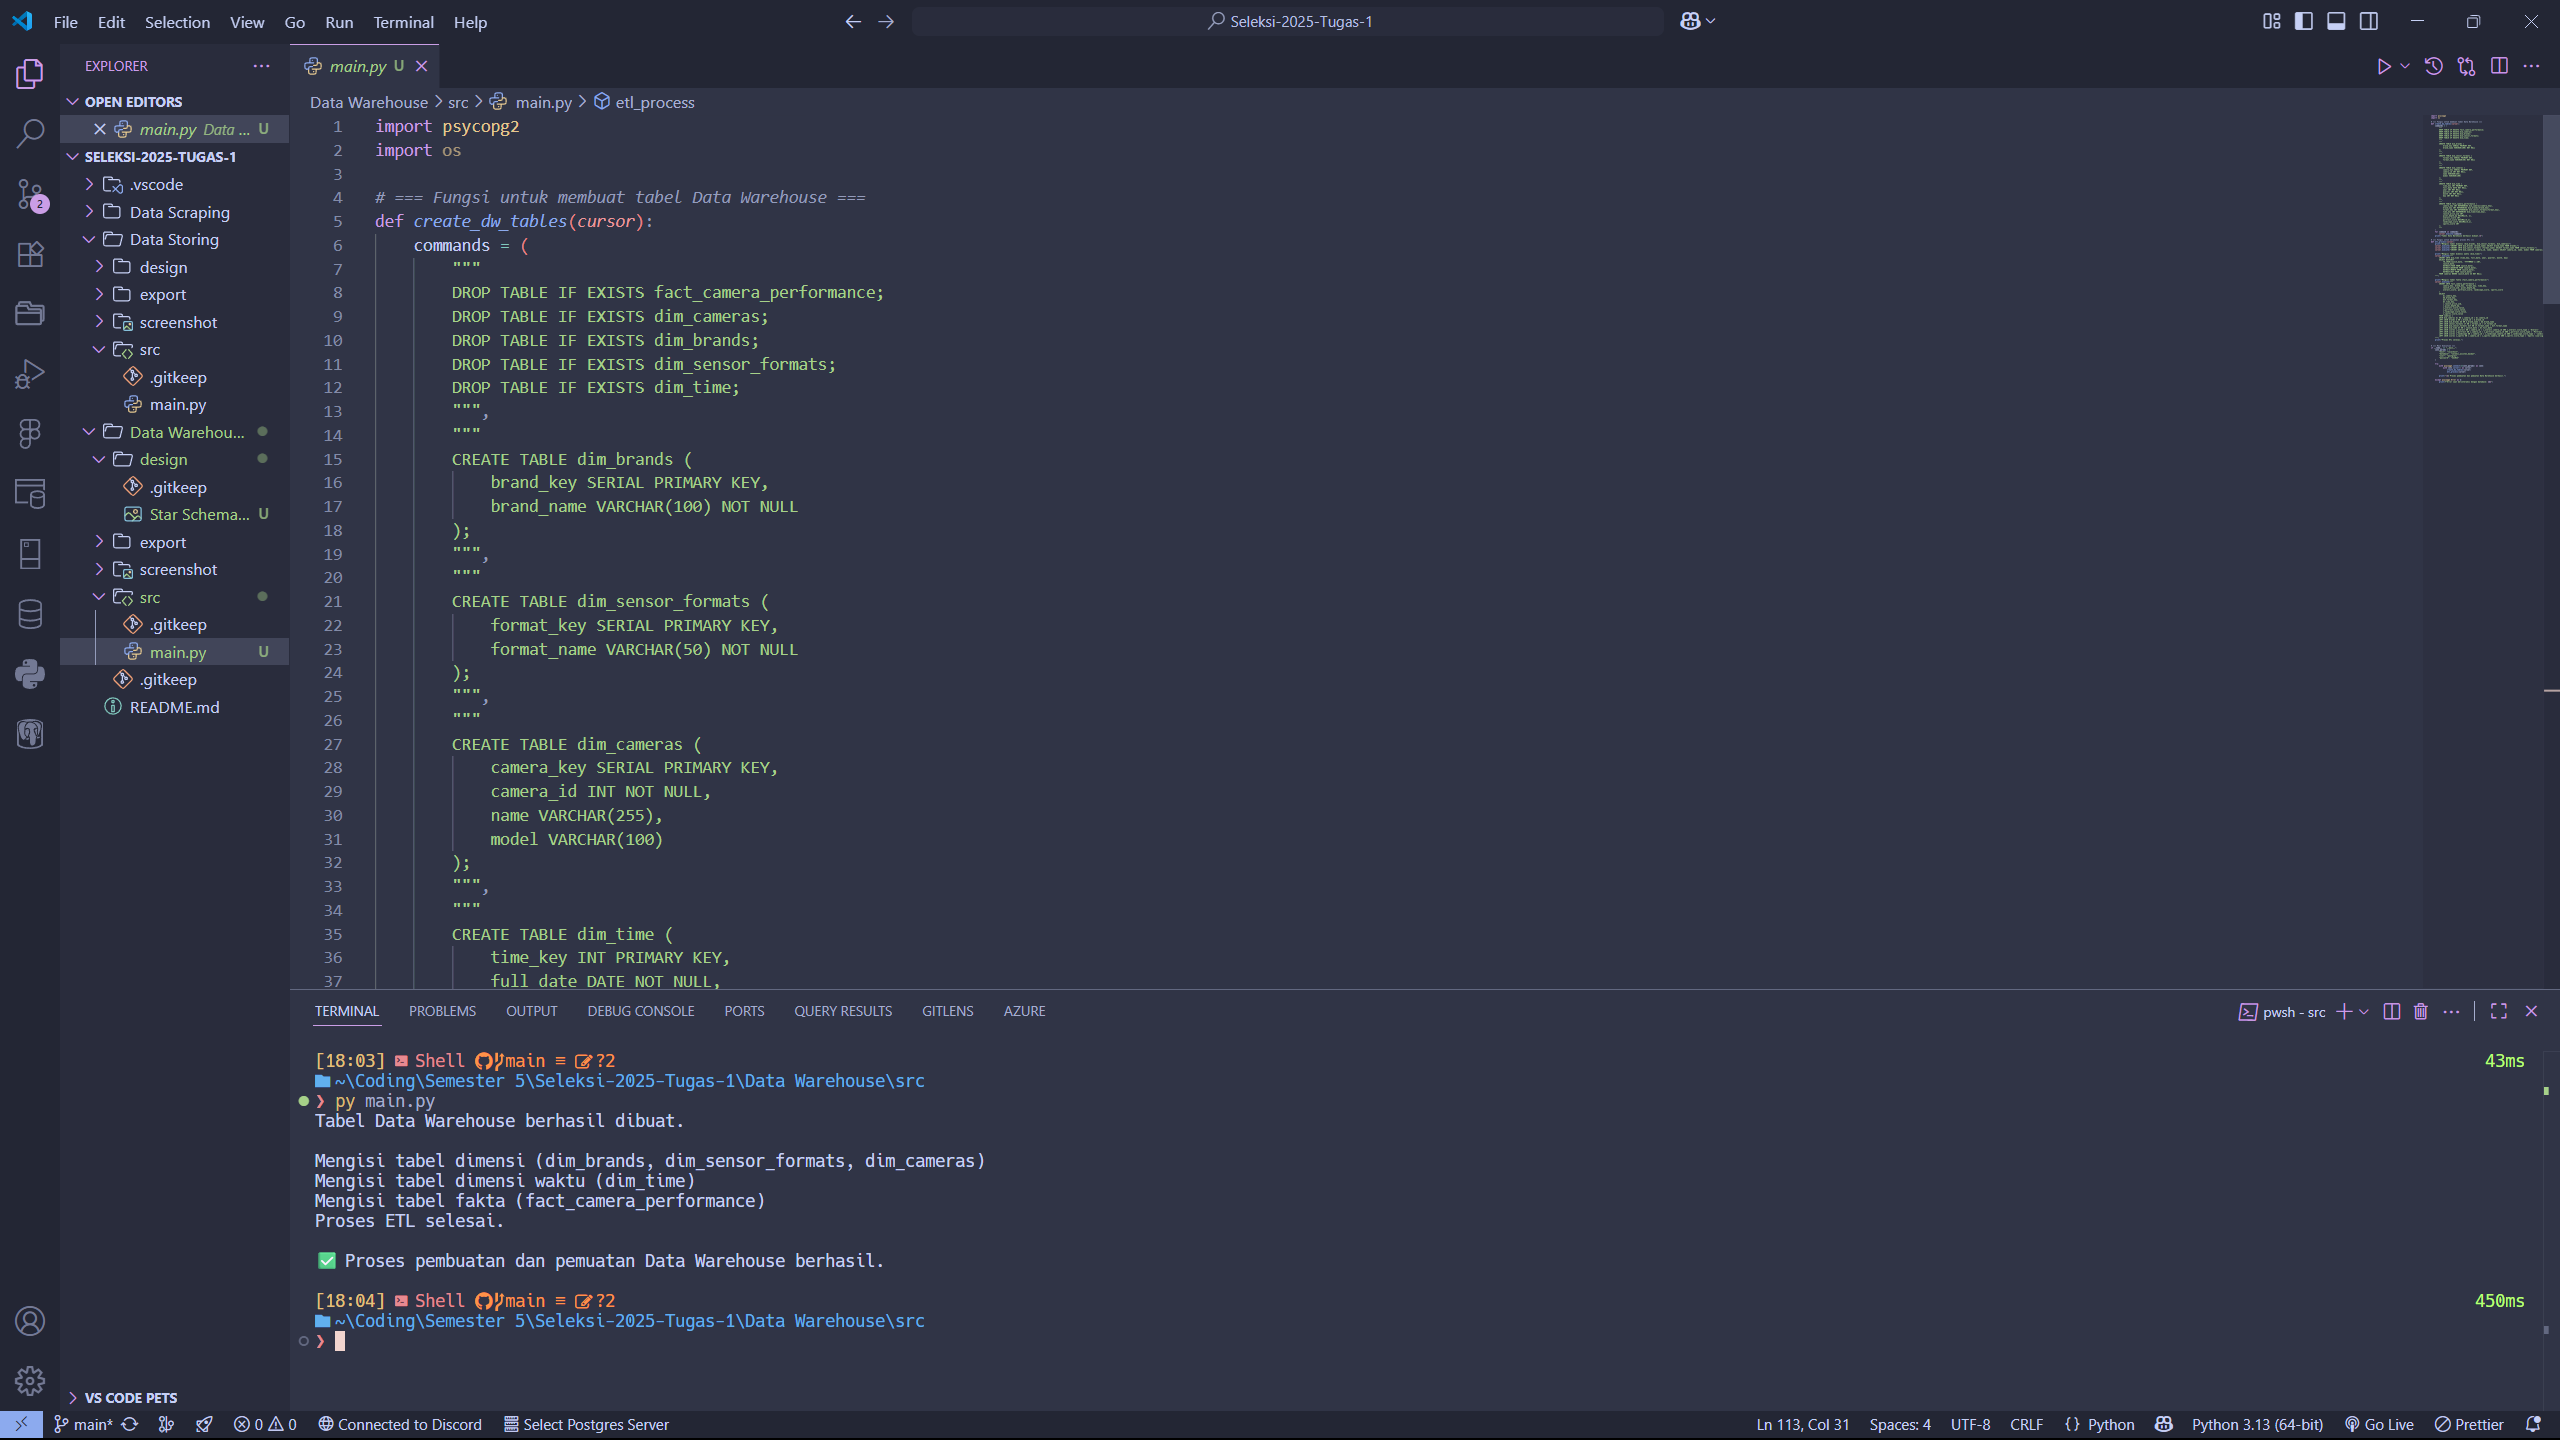 File Edit Selection View Go Run Terminal Help
Seleksi-2025-Tugas-1
EXPLORER
OPEN EDITORS
main.py Data ... U
SELEKSI-2025-TUGAS-1
.vscode
Data Scraping
Data Storing
design
export
screenshot
src
.gitkeep
main.py
Data Warehou...
design
.gitkeep
Star Schema... U
export
screenshot
src
.gitkeep
main.py U
.gitkeep
README.md
VS CODE PETS
2
main.py U
Data Warehouse > src > main.py > etl_process
1 import psycopg2
2 import os
3
4 # === Fungsi untuk membuat tabel Data Warehouse ===
5 def create_dw_tables(cursor):
6 commands = (
7 """
8 DROP TABLE IF EXISTS fact_camera_performance;
9 DROP TABLE IF EXISTS dim_cameras;
10 DROP TABLE IF EXISTS dim_brands;
11 DROP TABLE IF EXISTS dim_sensor_formats;
12 DROP TABLE IF EXISTS dim_time;
13 """,
14 """
15 CREATE TABLE dim_brands (
16 brand_key SERIAL PRIMARY KEY,
17 brand_name VARCHAR(100) NOT NULL
18 );
19 """,
20 """
21 CREATE TABLE dim_sensor_formats (
22 format_key SERIAL PRIMARY KEY,
23 format_name VARCHAR(50) NOT NULL
24 );
25 """,
26 """
27 CREATE TABLE dim_cameras (
28 camera_key SERIAL PRIMARY KEY,
29 camera_id INT NOT NULL,
30 name VARCHAR(255),
31 model VARCHAR(100)
32 );
33 """,
34 """
35 CREATE TABLE dim_time (
36 time_key INT PRIMARY KEY,
37 full_date DATE NOT NULL,
TERMINAL PROBLEMS OUTPUT DEBUG CONSOLE PORTS QUERY RESULTS GITLENS AZURE
pwsh - src
[18:03] Shell main ≡ ?2 43ms
~\Coding\Semester 5\Seleksi-2025-Tugas-1\Data Warehouse\src
❯ py main.py
Tabel Data Warehouse berhasil dibuat.
Mengisi tabel dimensi (dim_brands, dim_sensor_formats, dim_cameras)
Mengisi tabel dimensi waktu (dim_time)
Mengisi tabel fakta (fact_camera_performance)
Proses ETL selesai.
✅ Proses pembuatan dan pemuatan Data Warehouse berhasil.
[18:04] Shell main ≡ ?2 450ms
~\Coding\Semester 5\Seleksi-2025-Tugas-1\Data Warehouse\src
❯
main* 0 0 Connected to Discord Select Postgres Server Ln 113, Col 31 Spaces: 4 UTF-8 CRLF {} Python Python 3.13 (64-bit) Go Live Prettier